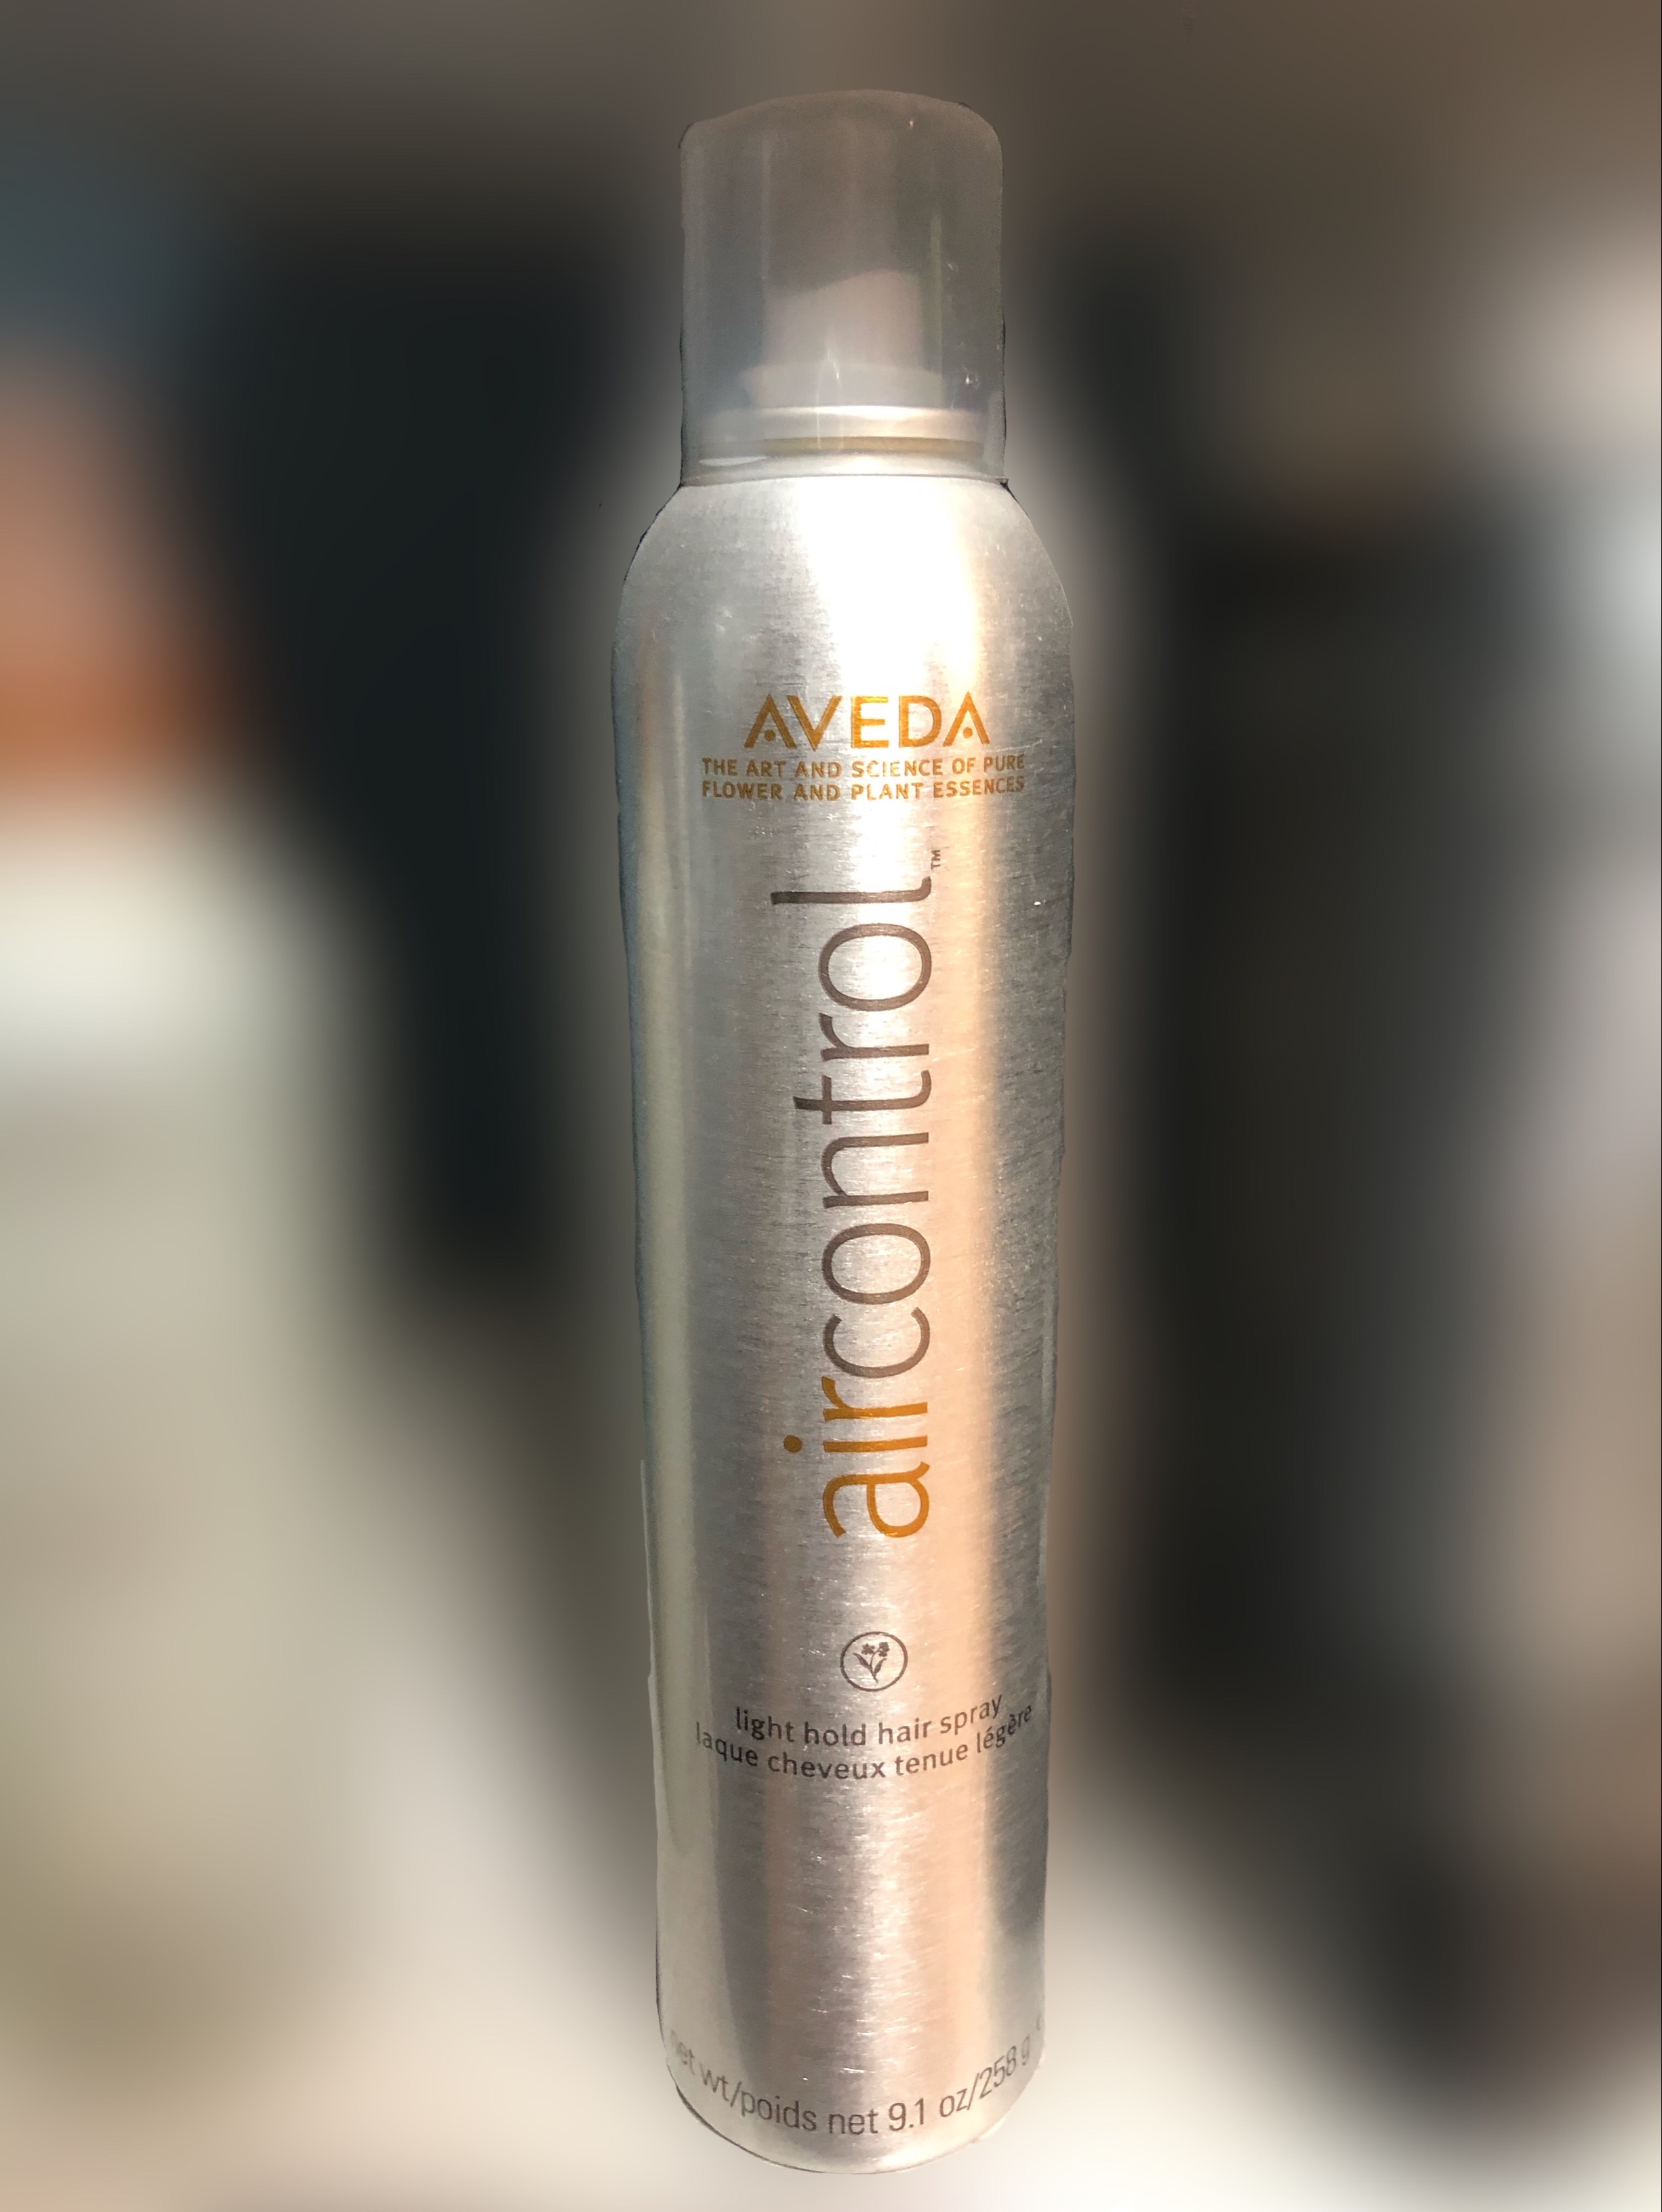 AVEDA
THE ART AND SCIENCE OF PURE
FLOWER AND PLANT ESSENCES
aircontrol™
light hold hair spray
laque cheveux tenue légère
net wt/poids net 9.1 oz/258 g